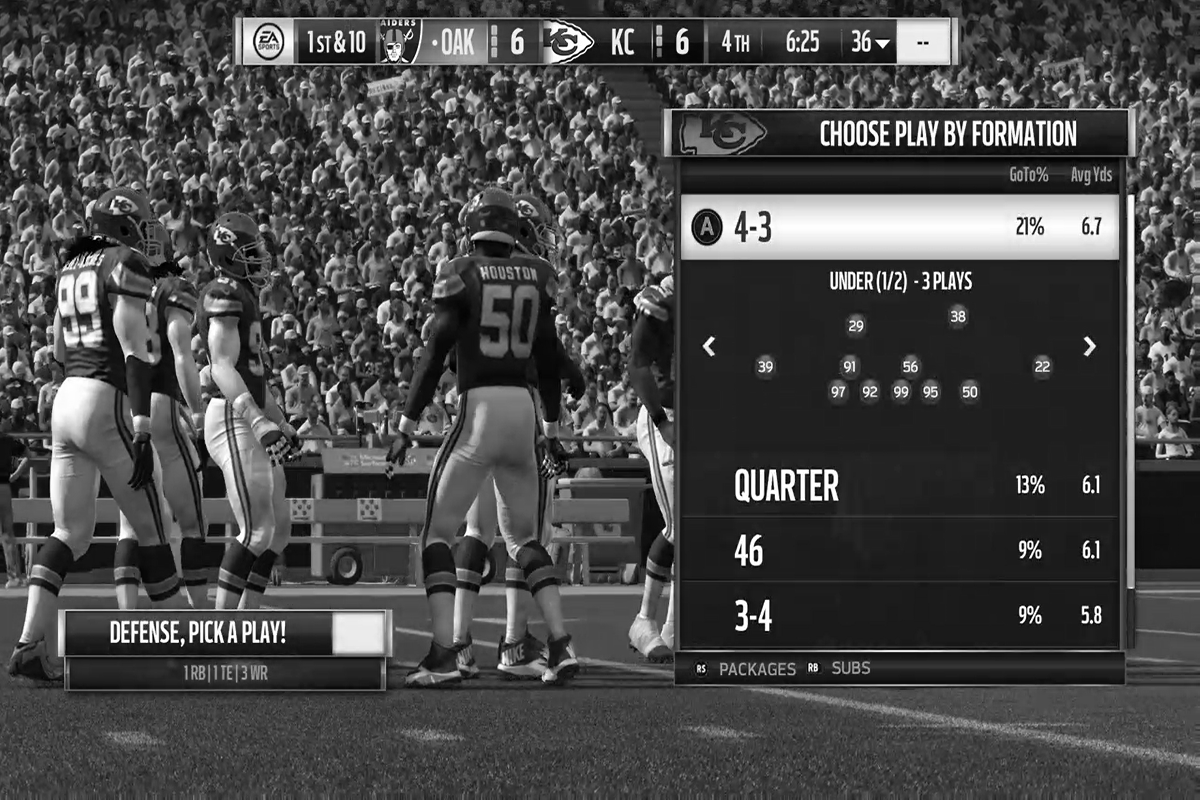 EA SPORTS 1ST & 10 RAIDERS • OAK 6 KC KC 6 4TH 6:25 36 --
CHOOSE PLAY BY FORMATION
GoTo% Avg Yds
A 4-3 21% 6.7
UNDER (1/2) - 3 PLAYS
38
29
39 91 56 22
97 92 99 95 50
QUARTER 13% 6.1
46 9% 6.1
3-4 9% 5.8
RS PACKAGES RB SUBS
DEFENSE, PICK A PLAY!
1 RB | 1 TE | 3 WR
99
HOUSTON
50
NIKE